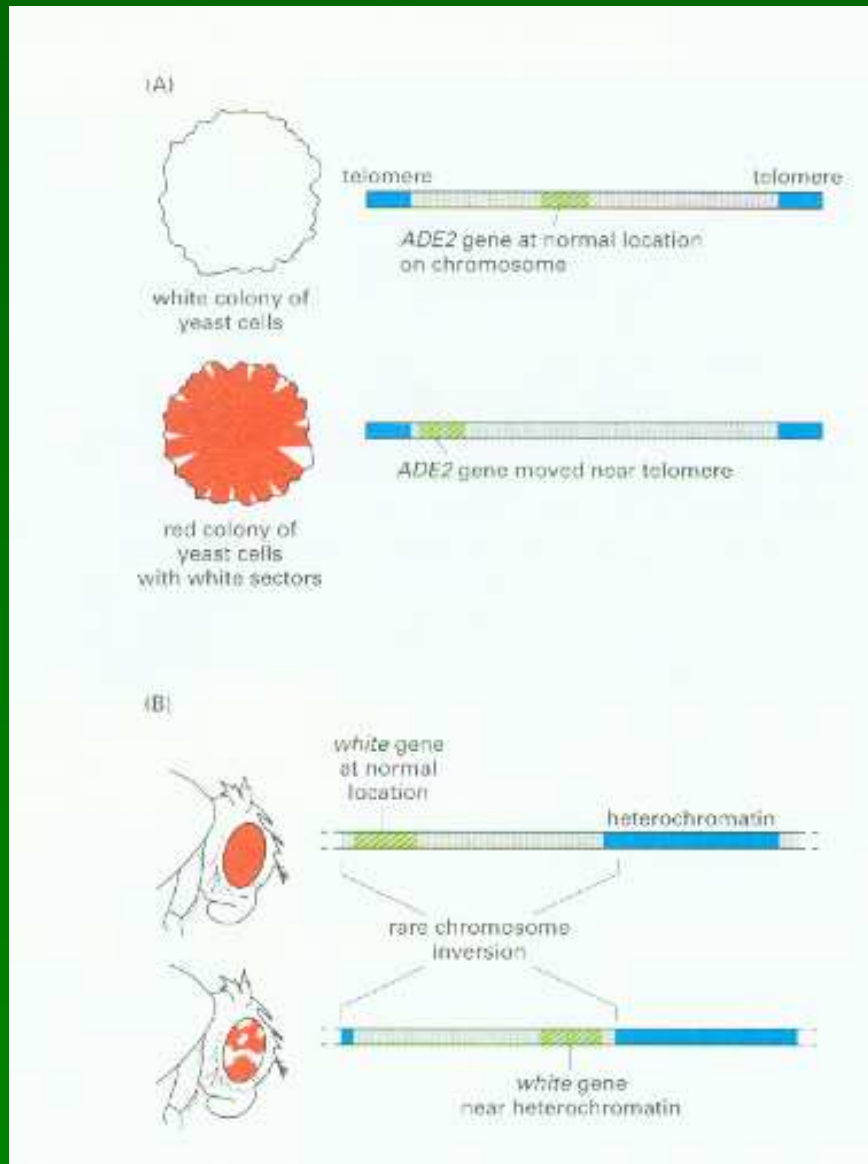 (A)
telomere
telomere
ADE2 gene at normal location
on chromosome
white colony of
yeast cells
ADE2 gene moved near telomere
red colony of
yeast cells
with white sectors
(B)
white gene
at normal
location
heterochromatin
rare chromosome
inversion
white gene
near heterochromatin